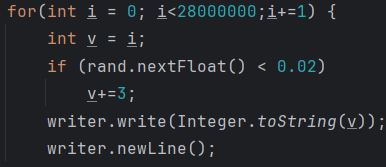 for(int i = 0; i<28000000;i+=1) {
    int v = i;
    if (rand.nextFloat() < 0.02)
        v+=3;
    writer.write(Integer.toString(v));
    writer.newLine();